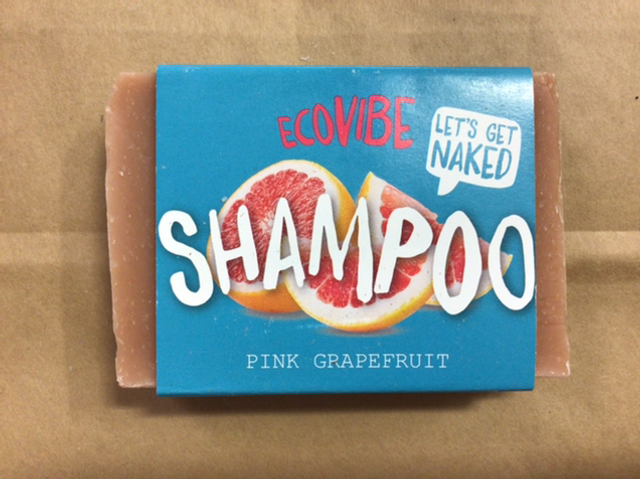 ECOVIBE
LET'S GET
NAKED
SHAMPOO
PINK GRAPEFRUIT